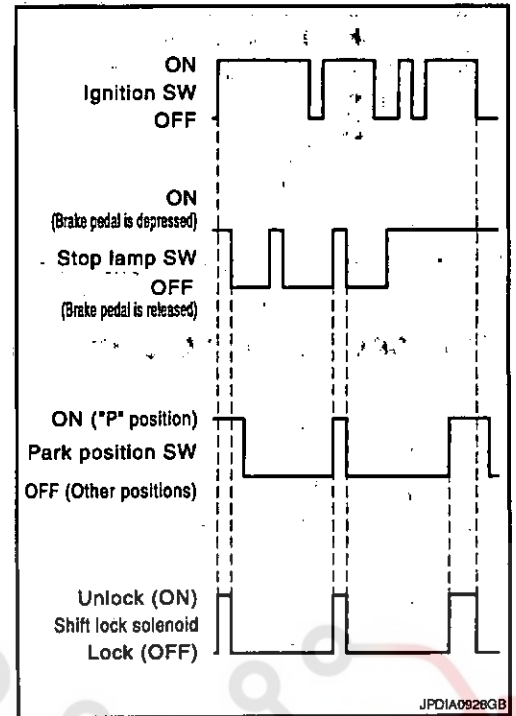 ON
Ignition SW
OFF
ON
(Brake pedal is depressed)
Stop lamp SW
OFF
(Brake pedal is released)
ON ("P" position)
Park position SW
OFF (Other positions)
Unlock (ON)
Shift lock solenoid
Lock (OFF)
JPDIA0928GB